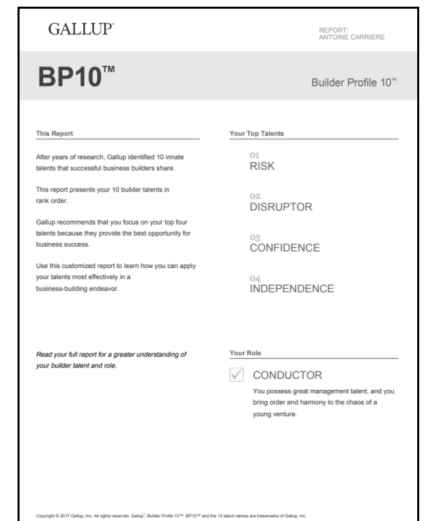 GALLUP®
REPORT:
ANTOINE CARRIERE
BP10™
Builder Profile 10™
This Report
After years of research, Gallup identified 10 innate
talents that successful business builders share.
This report presents your 10 builder talents in
rank order.
Gallup recommends that you focus on your top four
talents because they provide the best opportunity for
business success.
Use this customized report to learn how you can apply
your talents most effectively in a
business-building endeavor.
Read your full report for a greater understanding of
your builder talent and role.
Your Top Talents
01
RISK
02
DISRUPTOR
03
CONFIDENCE
04
INDEPENDENCE
Your Role
CONDUCTOR
You possess great management talent, and you
bring order and harmony to the chaos of a
young venture.
Copyright © 2017 Gallup, Inc. All rights reserved. Gallup®, Builder Profile 10™, BP10™ and the 10 talent names are trademarks of Gallup, Inc.